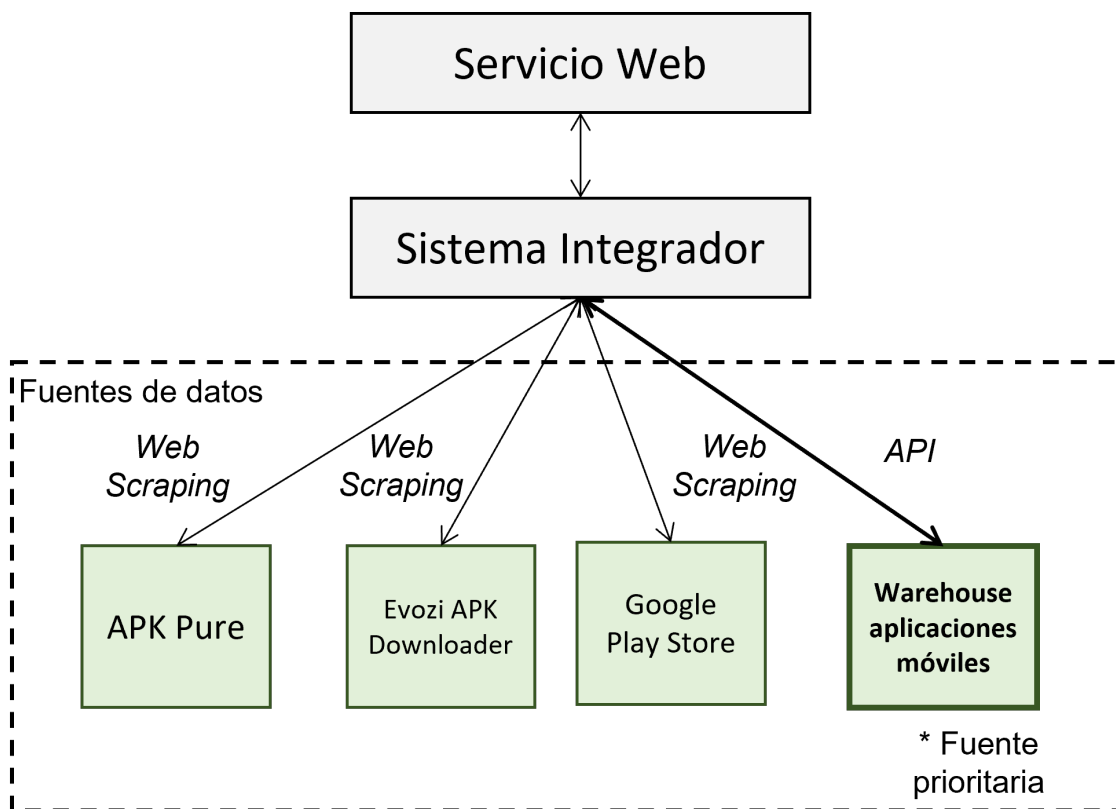 Servicio Web
Sistema Integrador
Fuentes de datos
Web
Scraping
Web
Scraping
Web
Scraping
API
APK Pure
Evozi APK
Downloader
Google
Play Store
Warehouse
aplicaciones
móviles
* Fuente
prioritaria